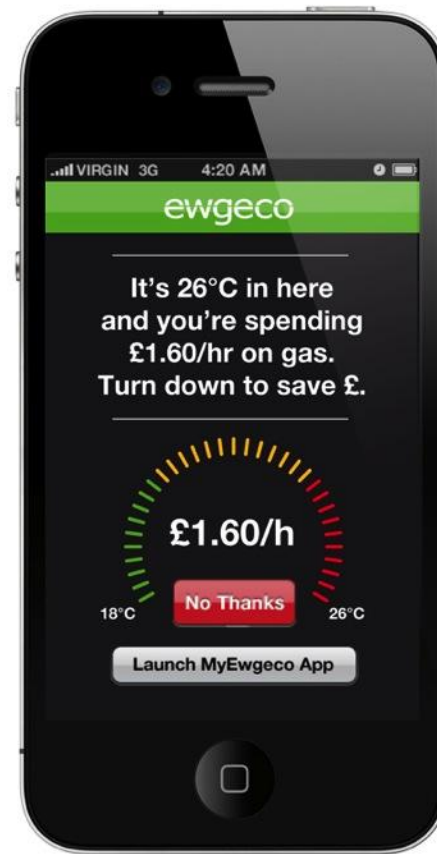 VIRGIN 3G 4:20 AM
ewgeco
It's 26°C in here
and you're spending
£1.60/hr on gas.
Turn down to save £.
£1.60/h
No Thanks
18°C 26°C
Launch MyEwgeco App